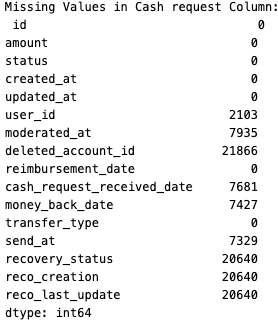 Missing Values in Cash request Column:
id 0
amount 0
status 0
created_at 0
updated_at 0
user_id 2103
moderated_at 7935
deleted_account_id 21866
reimbursement_date 0
cash_request_received_date 7681
money_back_date 7427
transfer_type 0
send_at 7329
recovery_status 20640
reco_creation 20640
reco_last_update 20640
dtype: int64